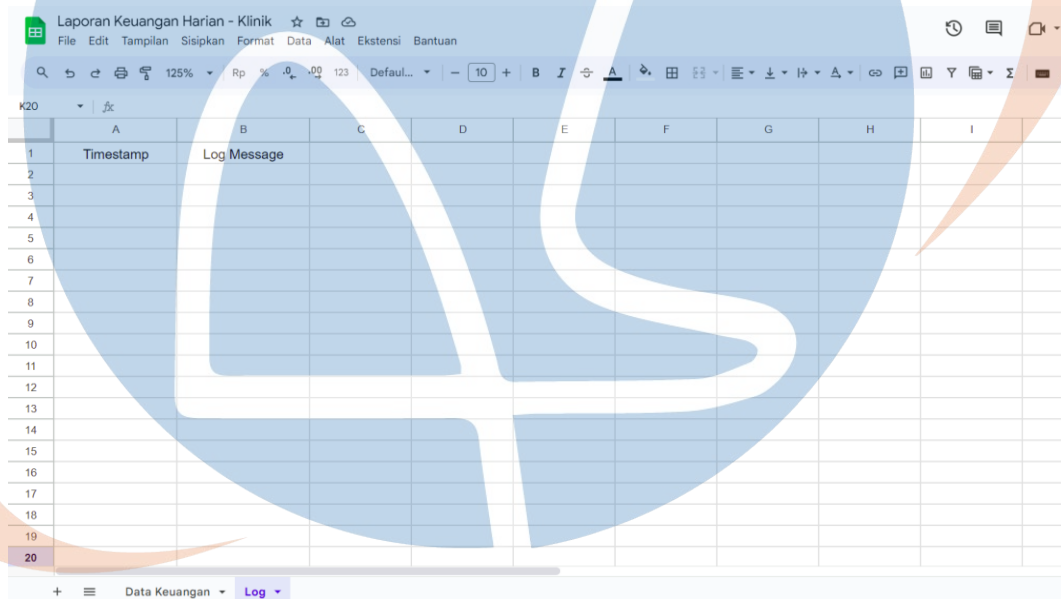 Laporan Keuangan Harian - Klinik
File Edit Tampilan Sisipkan Format Data Alat Ekstensi Bantuan
125% Rp % .0 .00 123 Defaul... − 10 + B I A
K20 fx
A B C D E F G H I
1 Timestamp Log Message
2
3
4
5
6
7
8
9
10
11
12
13
14
15
16
17
18
19
20
+ Data Keuangan Log